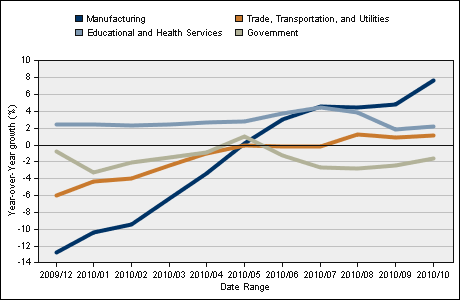 Manufacturing
Trade, Transportation, and Utilities
Educational and Health Services
Government
Year-over-Year growth (%)
10
8
6
4
2
0
-2
-4
-6
-8
-10
-12
-14
2009/12 2010/01 2010/02 2010/03 2010/04 2010/05 2010/06 2010/07 2010/08 2010/09 2010/10
Date Range